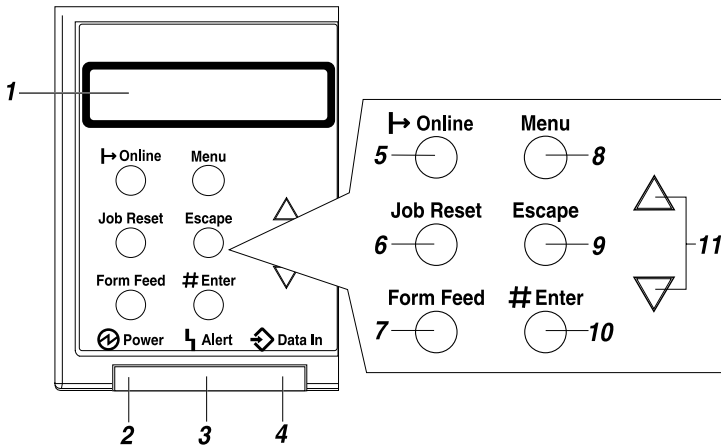 1
Online Menu
Job Reset Escape
Form Feed # Enter
Power Alert Data In
2 3 4
Online Menu
5 8
Job Reset Escape
6 9 11
Form Feed # Enter
7 10